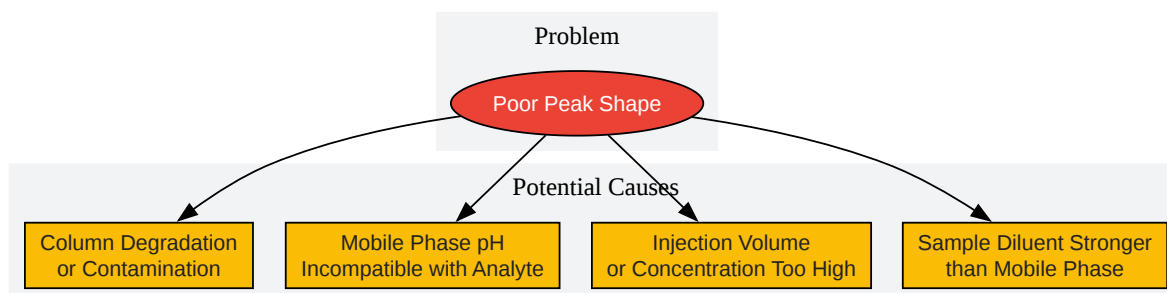 Problem
Poor Peak Shape
Potential Causes
Column Degradation
or Contamination
Mobile Phase pH
Incompatible with Analyte
Injection Volume
or Concentration Too High
Sample Diluent Stronger
than Mobile Phase